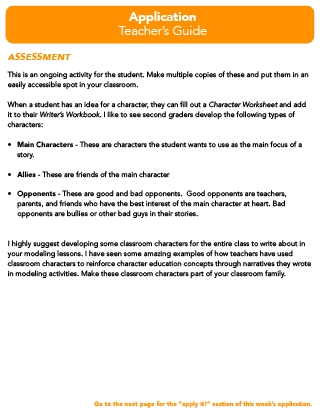 Application
Teacher's Guide
ASSESSMENT
This is an ongoing activity for the student. Make multiple copies of these and put them in an
easily accessible spot in your classroom.
When a student has an idea for a character, they can fill out a Character Worksheet and add
it to their Writer's Workbook. I like to see second graders develop the following types of
characters:
• Main Characters - These are characters the student wants to use as the main focus of a
story.
• Allies - These are friends of the main character
• Opponents - These are good and bad opponents. Good opponents are teachers,
parents, and friends who have the best interest of the main character at heart. Bad
opponents are bullies or other bad guys in their stories.
I highly suggest developing some classroom characters for the entire class to write about in
your modeling lessons. I have seen some amazing examples of how teachers have used
classroom characters to reinforce character education concepts through narratives they wrote
in modeling activities. Make these classroom characters part of your classroom family.
Go to the next page for the "apply it!" section of this week's application.